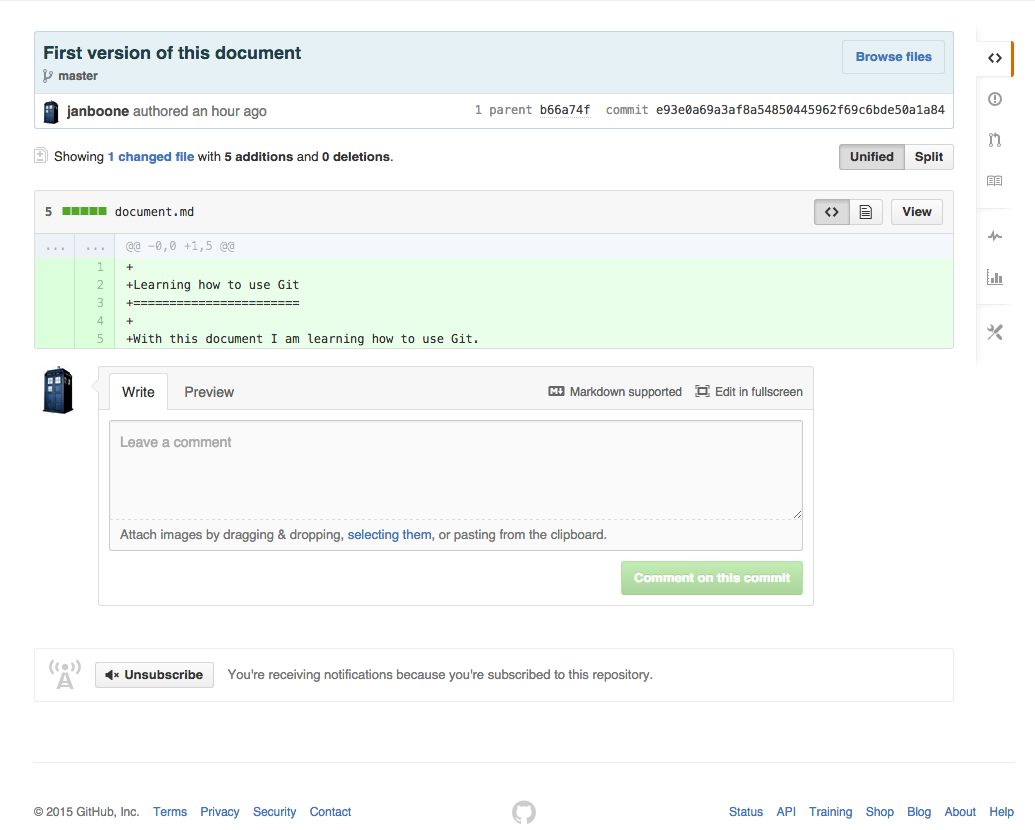 First version of this document
Browse files
master
janboone authored an hour ago 1 parent b66a74f commit e93e0a69a3af8a54850445962f69c6bde50a1a84
Showing 1 changed file with 5 additions and 0 deletions.
Unified Split
5 document.md
View
... ... @@ -0,0 +1,5 @@
1 +
2 +Learning how to use Git
3 +=======================
4 +
5 +With this document I am learning how to use Git.
Write Preview Markdown supported Edit in fullscreen
Leave a comment
Attach images by dragging & dropping, selecting them, or pasting from the clipboard.
Comment on this commit
Unsubscribe You're receiving notifications because you're subscribed to this repository.
© 2015 GitHub, Inc. Terms Privacy Security Contact Status API Training Shop Blog About Help